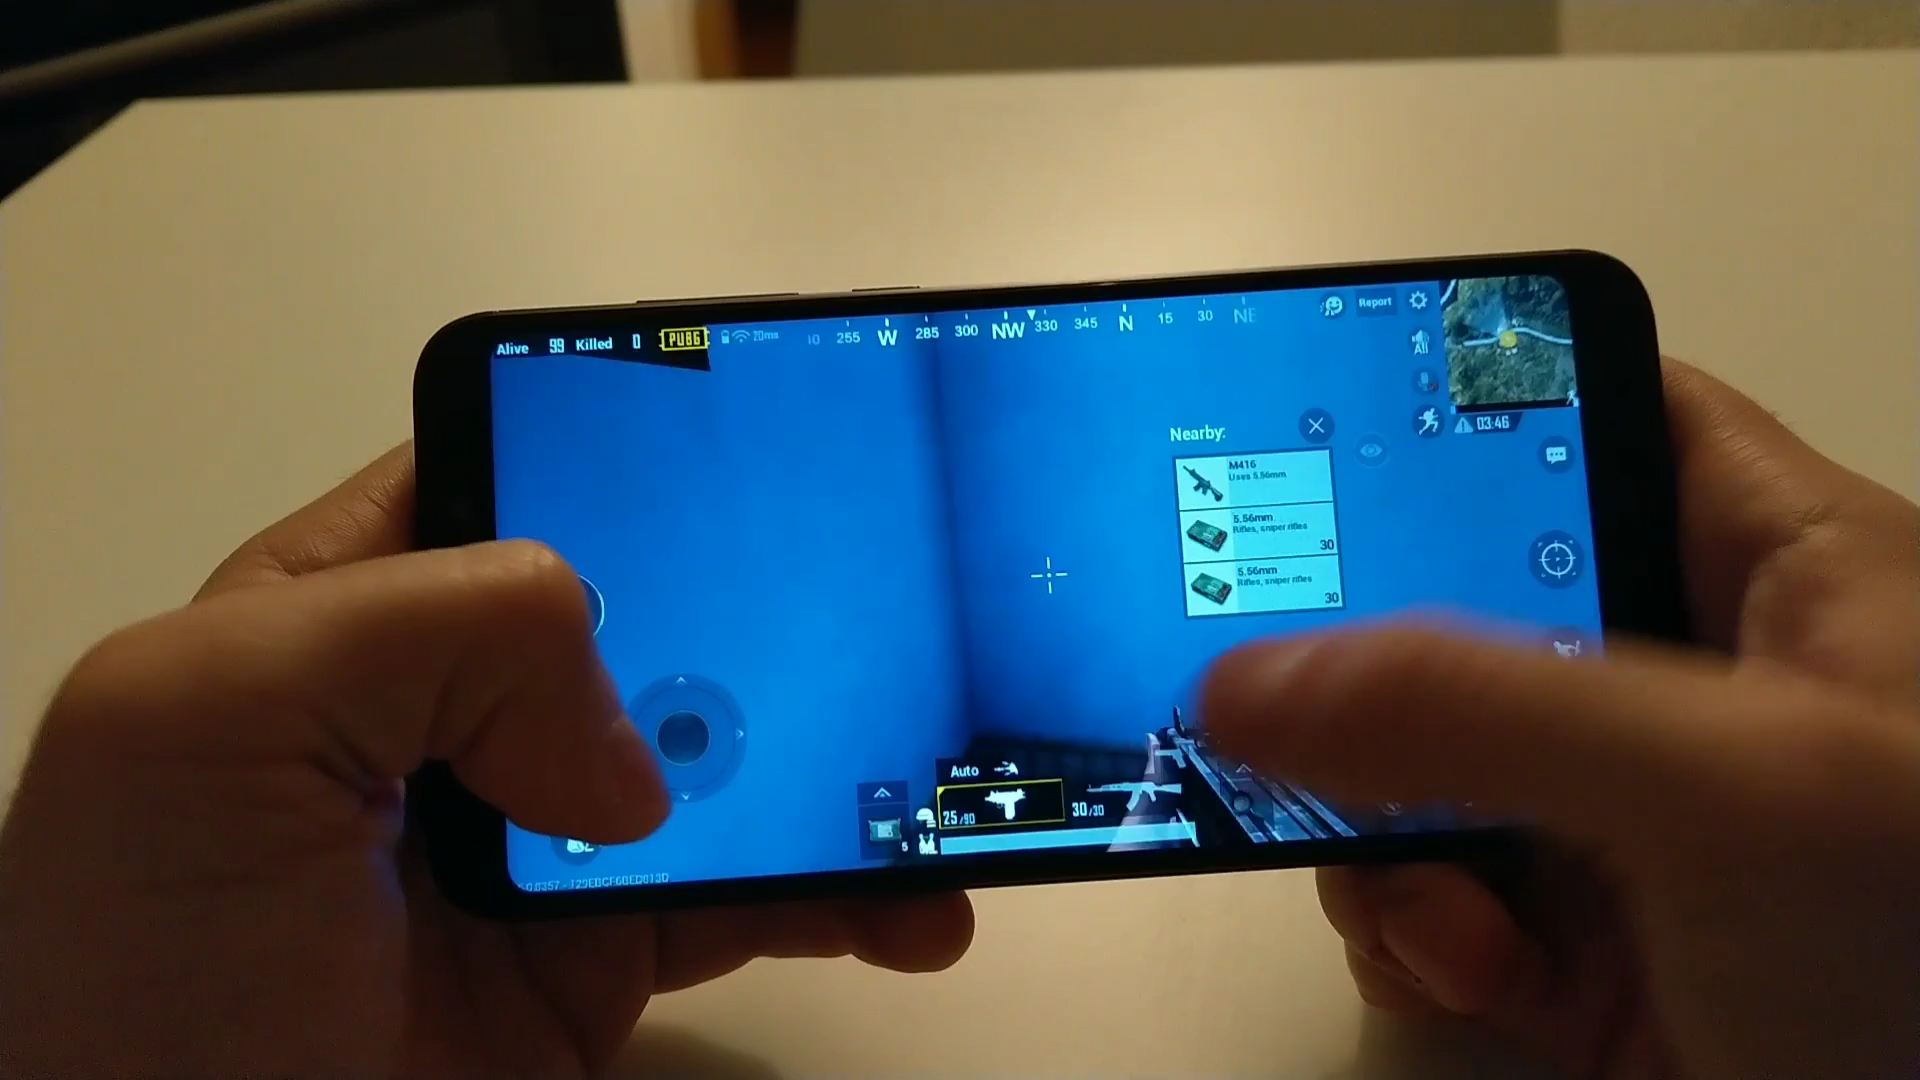 Alive 99 Killed 0 PUBG 20ms
255 W 285 300 NW 330 345 N 15 30 NE
Report
All
03:46
Nearby:
M416
Uses 5.56mm
5.56mm
Rifles, sniper rifles
30
5.56mm
Rifles, sniper rifles
30
Auto
25/90
30/30
5